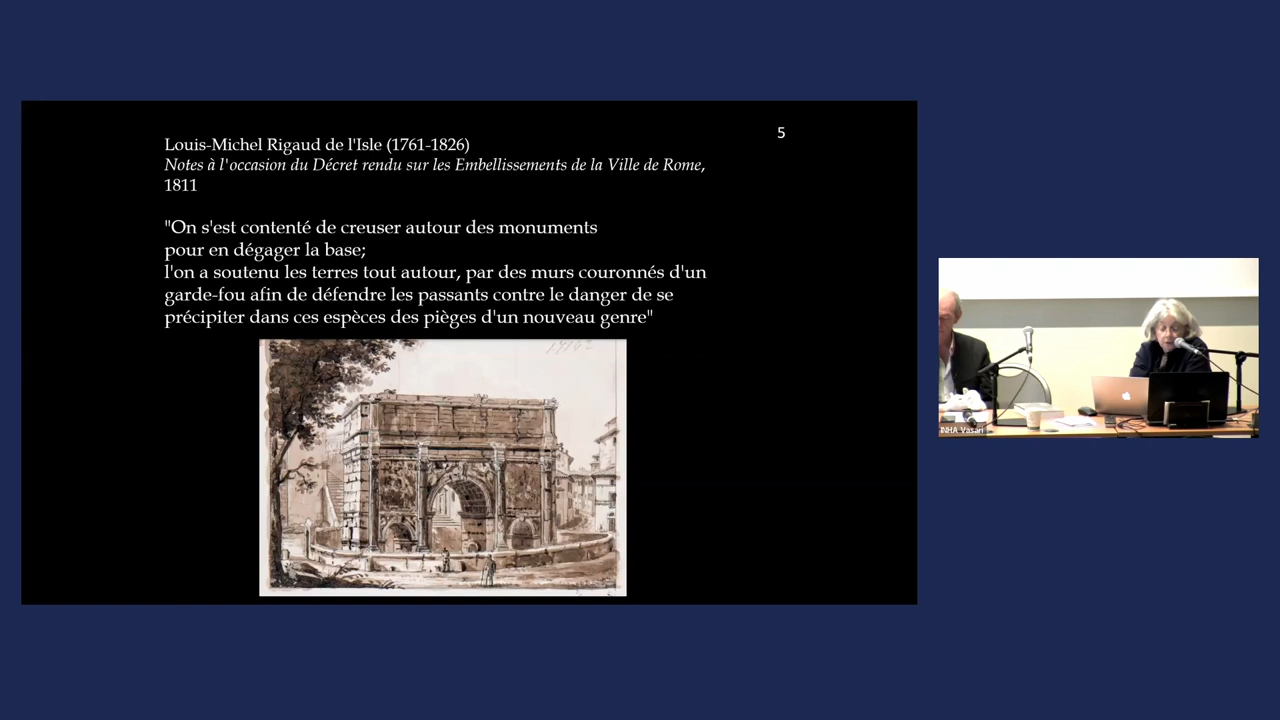 5
Louis-Michel Rigaud de l'Isle (1761-1826)
Notes à l'occasion du Décret rendu sur les Embellissements de la Ville de Rome,
1811
"On s'est contenté de creuser autour des monuments
pour en dégager la base;
l'on a soutenu les terres tout autour, par des murs couronnés d'un
garde-fou afin de défendre les passants contre le danger de se
précipiter dans ces espèces des pièges d'un nouveau genre"
INHA Vasari